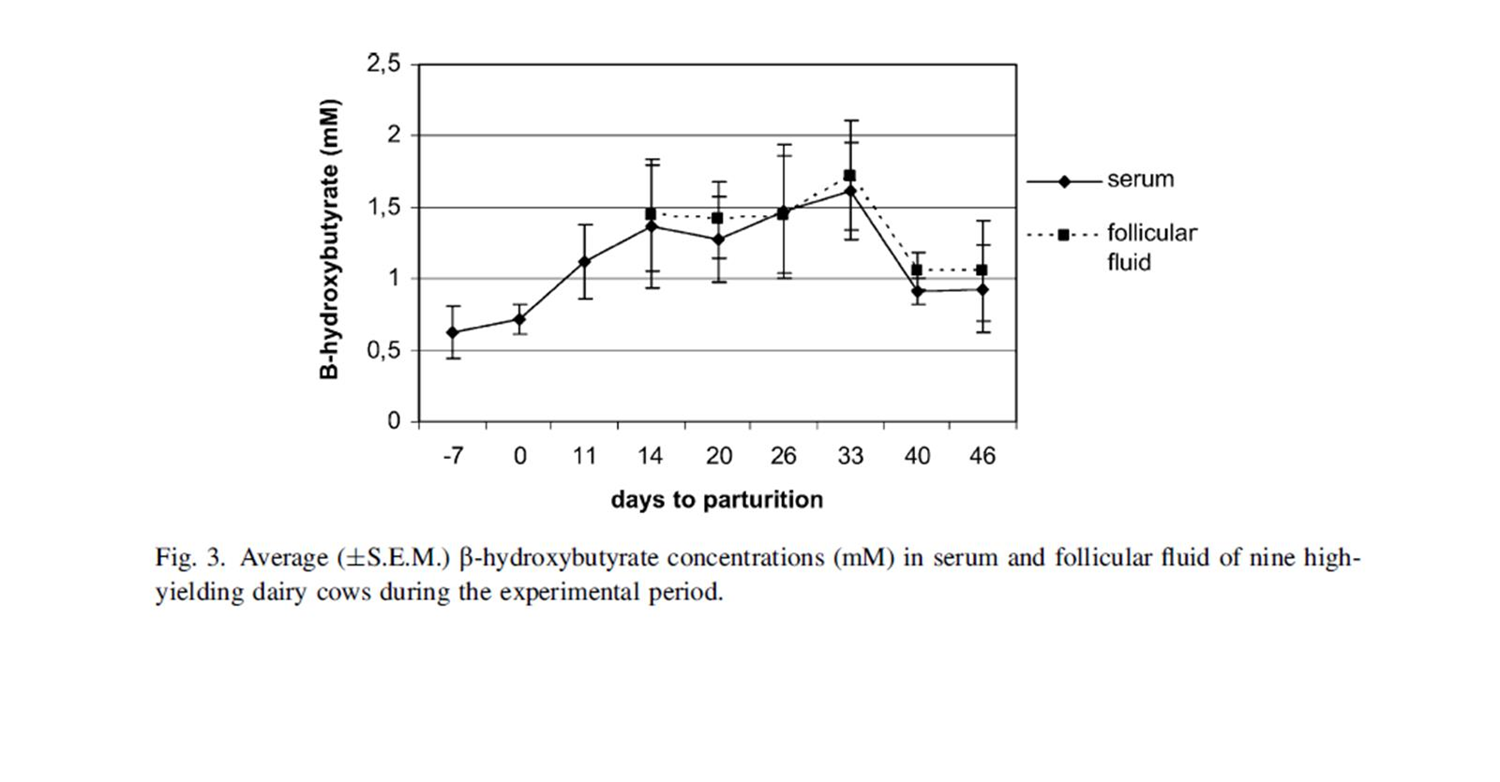 2,5
2
1,5
1
0,5
0
B-hydroxybutyrate (mM)
serum
follicular
fluid
-7 0 11 14 20 26 33 40 46
days to parturition
Fig. 3. Average (±S.E.M.) β-hydroxybutyrate concentrations (mM) in serum and follicular fluid of nine high-
yielding dairy cows during the experimental period.